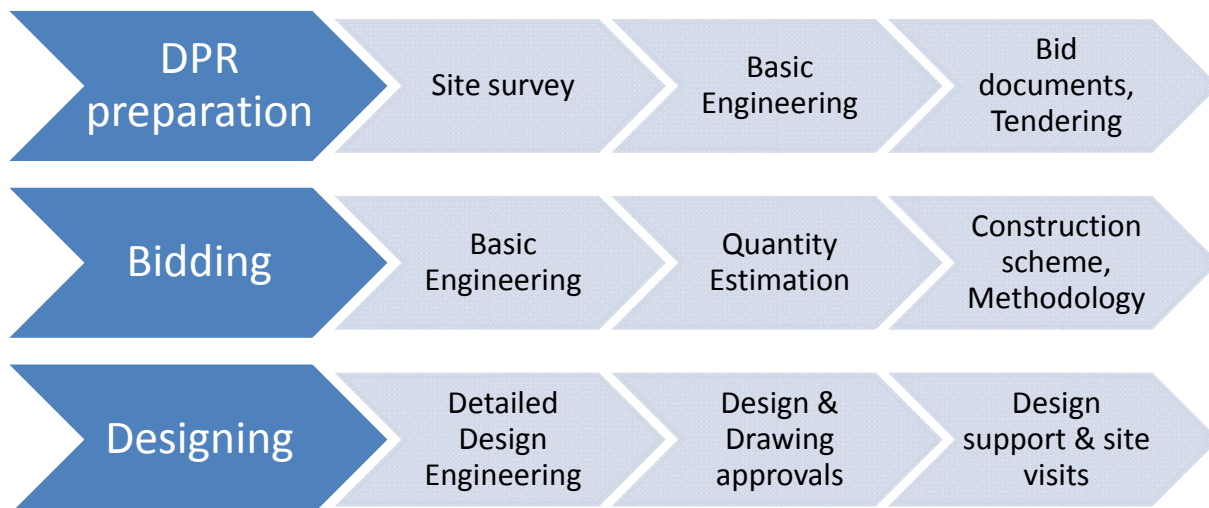 DPR
preparation
Site survey
Basic
Engineering
Bid
documents,
Tendering
Bidding
Basic
Engineering
Quantity
Estimation
Construction
scheme,
Methodology
Designing
Detailed
Design
Engineering
Design &
Drawing
approvals
Design
support & site
visits